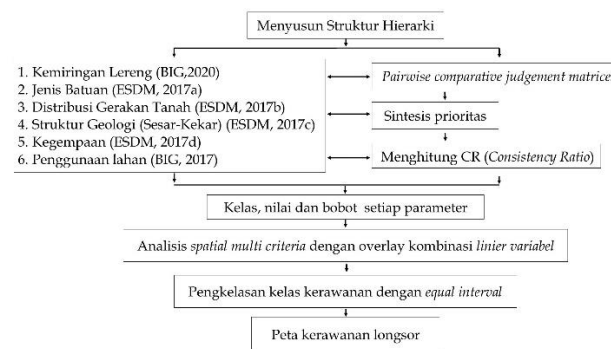 Menyusun Struktur Hierarki
1. Kemiringan Lereng (BIG,2020)
2. Jenis Batuan (ESDM, 2017a)
3. Distribusi Gerakan Tanah (ESDM, 2017b)
4. Struktur Geologi (Sesar-Kekar) (ESDM, 2017c)
5. Kegempaan (ESDM, 2017d)
6. Penggunaan lahan (BIG, 2017)
Pairwise comparative judgement matrice
Sintesis prioritas
Menghitung CR (Consistency Ratio)
Kelas, nilai dan bobot setiap parameter
Analisis spatial multi criteria dengan overlay kombinasi linier variabel
Pengkelasan kelas kerawanan dengan equal interval
Peta kerawanan longsor